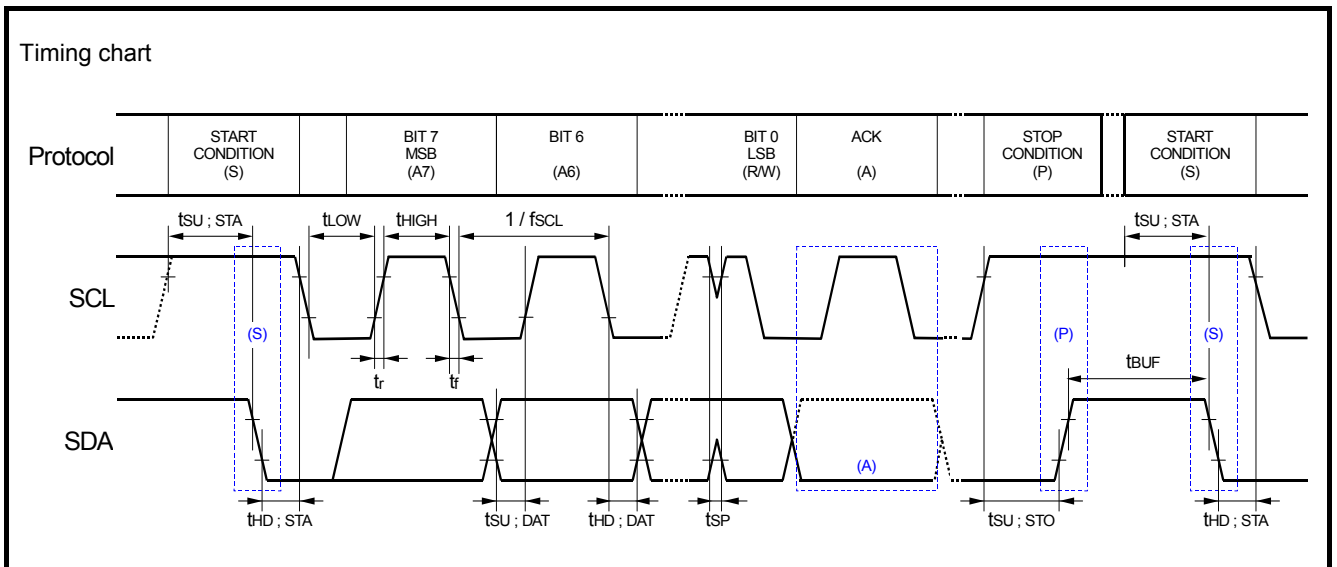 Timing chart
Protocol
START CONDITION (S)
BIT 7 MSB (A7)
BIT 6 (A6)
BIT 0 LSB (R/W)
ACK (A)
STOP CONDITION (P)
START CONDITION (S)
tSU ; STA
tLOW
tHIGH
1 / fSCL
tSU ; STA
SCL
(S)
(P)
(S)
tr
tf
tBUF
SDA
(A)
tHD ; STA
tSU ; DAT
tHD ; DAT
tSP
tSU ; STO
tHD ; STA